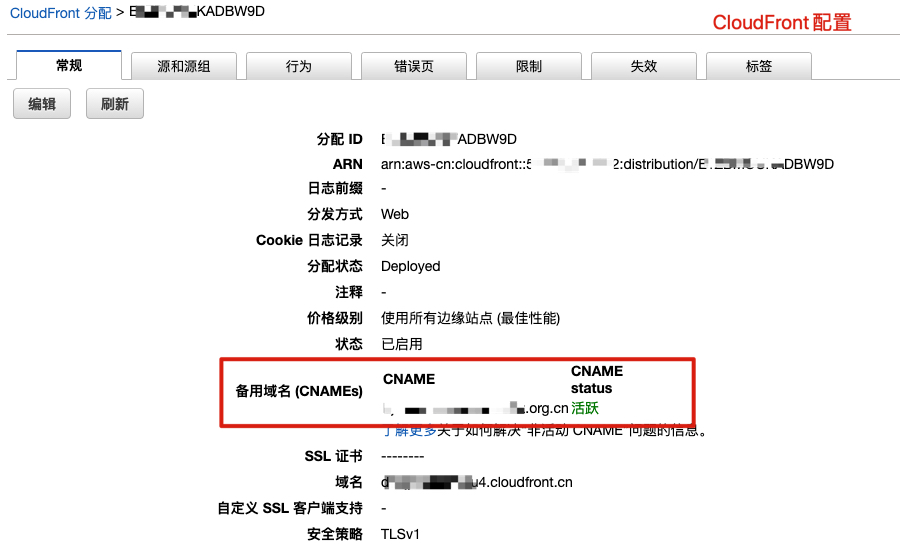 CloudFront 分配 > E KADBW9D
CloudFront 配置
常规 源和源组 行为 错误页 限制 失效 标签
编辑 刷新
分配 ID E ADBW9D
ARN arn:aws-cn:cloudfront::5 2:distribution/E DBW9D
日志前缀 -
分发方式 Web
Cookie 日志记录 关闭
分配状态 Deployed
注释 -
价格级别 使用所有边缘站点 (最佳性能)
状态 已启用
备用域名 (CNAMEs) CNAME CNAME status
.org.cn 活跃
了解更多关于如何解决“非活动 CNAME”问题的信息。
SSL 证书 --------
域名 d u4.cloudfront.cn
自定义 SSL 客户端支持 -
安全策略 TLSv1